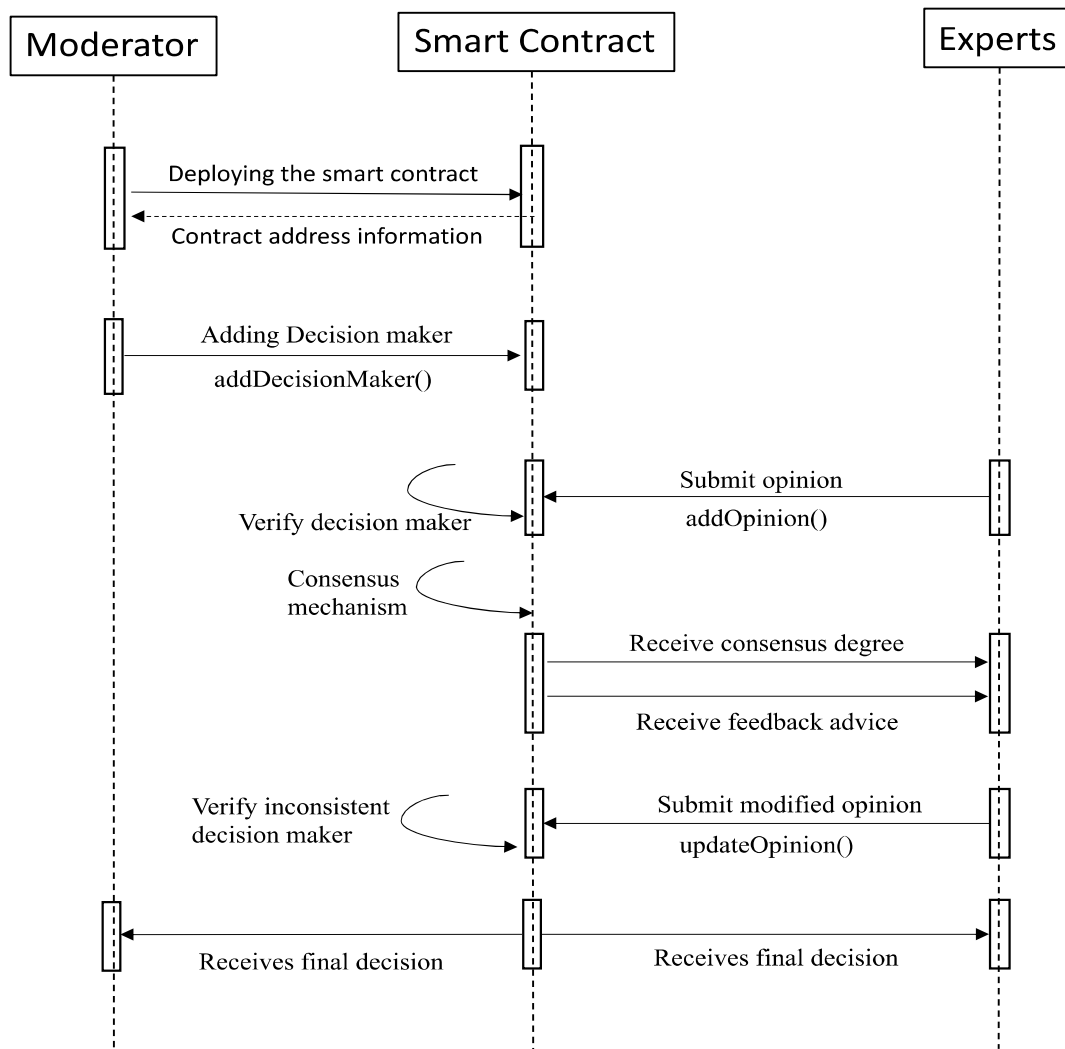 Moderator
Smart Contract
Experts
Deploying the smart contract
Contract address information
Adding Decision maker
addDecisionMaker()
Submit opinion
addOpinion()
Verify decision maker
Consensus
mechanism
Receive consensus degree
Receive feedback advice
Verify inconsistent
decision maker
Submit modified opinion
updateOpinion()
Receives final decision
Receives final decision